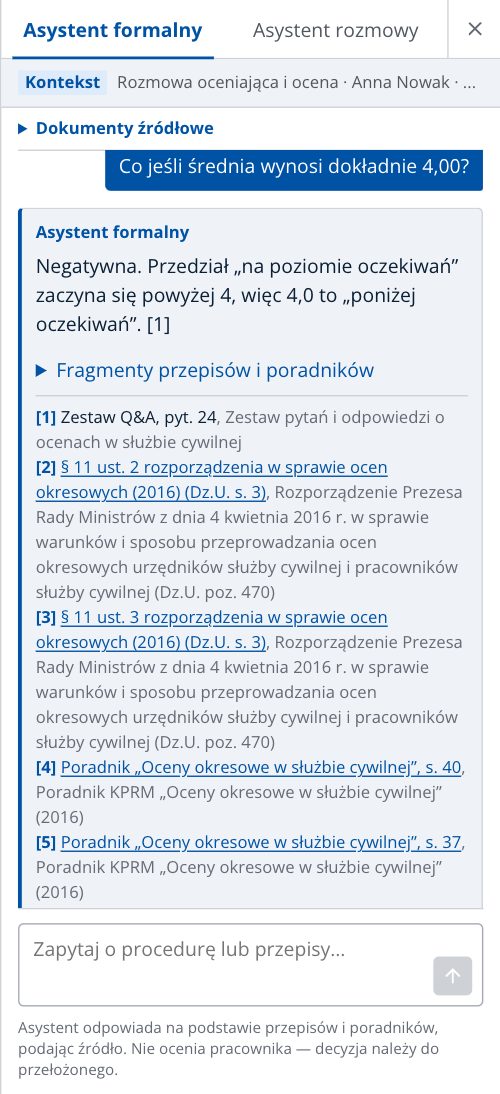 Asystent formalny
Asystent rozmowy
Kontekst Rozmowa oceniająca i ocena · Anna Nowak · ...
Dokumenty źródłowe
Co jeśli średnia wynosi dokładnie 4,00?
Asystent formalny
Negatywna. Przedział „na poziomie oczekiwań”
zaczyna się powyżej 4, więc 4,0 to „poniżej
oczekiwań”. [1]
Fragmenty przepisów i poradników
[1] Zestaw Q&A, pyt. 24, Zestaw pytań i odpowiedzi o
ocenach w służbie cywilnej
[2] § 11 ust. 2 rozporządzenia w sprawie ocen
okresowych (2016) (Dz.U. s. 3), Rozporządzenie Prezesa
Rady Ministrów z dnia 4 kwietnia 2016 r. w sprawie
warunków i sposobu przeprowadzania ocen
okresowych urzędników służby cywilnej i pracowników
służby cywilnej (Dz.U. poz. 470)
[3] § 11 ust. 3 rozporządzenia w sprawie ocen
okresowych (2016) (Dz.U. s. 3), Rozporządzenie Prezesa
Rady Ministrów z dnia 4 kwietnia 2016 r. w sprawie
warunków i sposobu przeprowadzania ocen
okresowych urzędników służby cywilnej i pracowników
służby cywilnej (Dz.U. poz. 470)
[4] Poradnik „Oceny okresowe w służbie cywilnej”, s. 40,
Poradnik KPRM „Oceny okresowe w służbie cywilnej”
(2016)
[5] Poradnik „Oceny okresowe w służbie cywilnej”, s. 37,
Poradnik KPRM „Oceny okresowe w służbie cywilnej”
(2016)
Zapytaj o procedurę lub przepisy...
Asystent odpowiada na podstawie przepisów i poradników,
podając źródło. Nie ocenia pracownika — decyzja należy do
przełożonego.